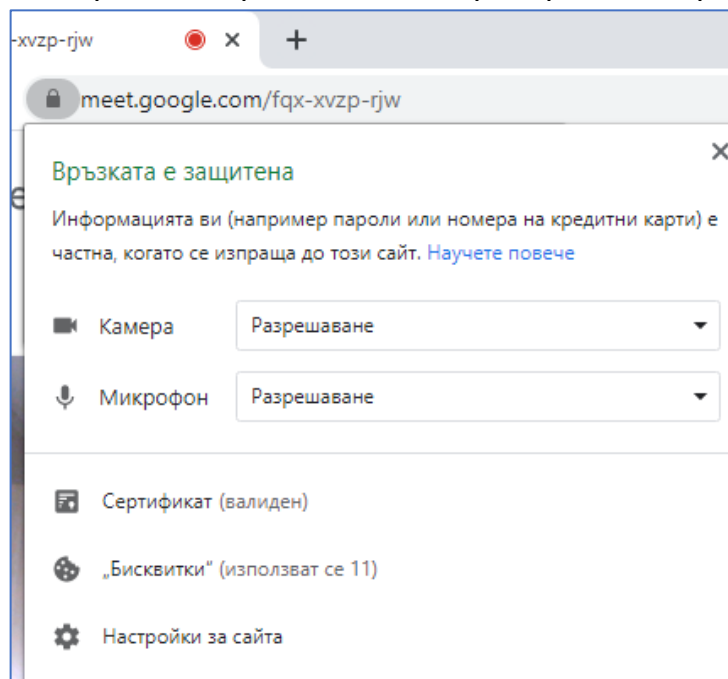 -xvzp-rjw
meet.google.com/fqx-xvzp-rjw
Връзката е защитена
Информацията ви (например пароли или номера на кредитни карти) е
частна, когато се изпраща до този сайт. Научете повече
Камера Разрешаване
Микрофон Разрешаване
Сертификат (валиден)
„Бисквитки“ (използват се 11)
Настройки за сайта